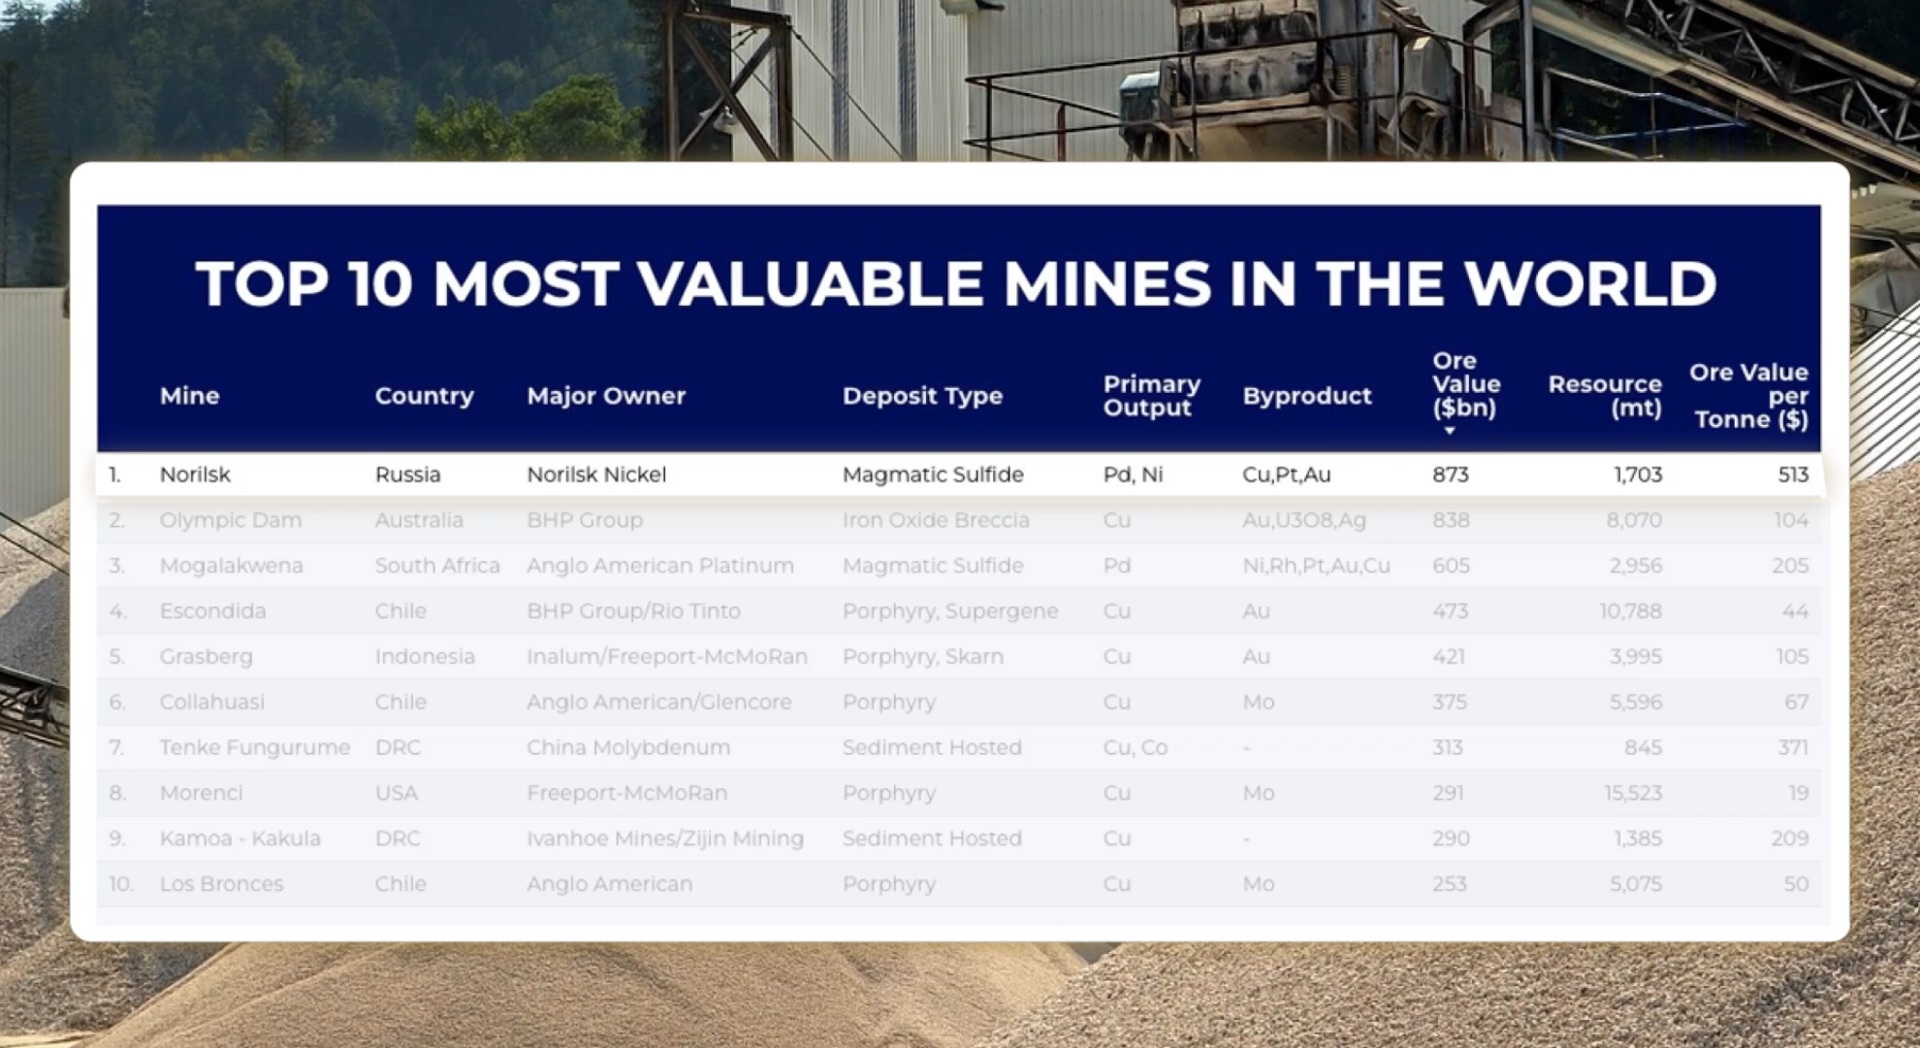 TOP 10 MOST VALUABLE MINES IN THE WORLD
Mine Country Major Owner Deposit Type Primary Output Byproduct Ore Value ($bn) Resource (mt) Ore Value per Tonne ($)
1. Norilsk Russia Norilsk Nickel Magmatic Sulfide Pd, Ni Cu,Pt,Au 873 1,703 513
2. Olympic Dam Australia BHP Group Iron Oxide Breccia Cu Au,U3O8,Ag 838 8,070 104
3. Mogalakwena South Africa Anglo American Platinum Magmatic Sulfide Pd Ni,Rh,Pt,Au,Cu 605 2,956 205
4. Escondida Chile BHP Group/Rio Tinto Porphyry, Supergene Cu Au 473 10,788 44
5. Grasberg Indonesia Inalum/Freeport-McMoRan Porphyry, Skarn Cu Au 421 3,995 105
6. Collahuasi Chile Anglo American/Glencore Porphyry Cu Mo 375 5,596 67
7. Tenke Fungurume DRC China Molybdenum Sediment Hosted Cu, Co - 313 845 371
8. Morenci USA Freeport-McMoRan Porphyry Cu Mo 291 15,523 19
9. Kamoa - Kakula DRC Ivanhoe Mines/Zijin Mining Sediment Hosted Cu - 290 1,385 209
10. Los Bronces Chile Anglo American Porphyry Cu Mo 253 5,075 50